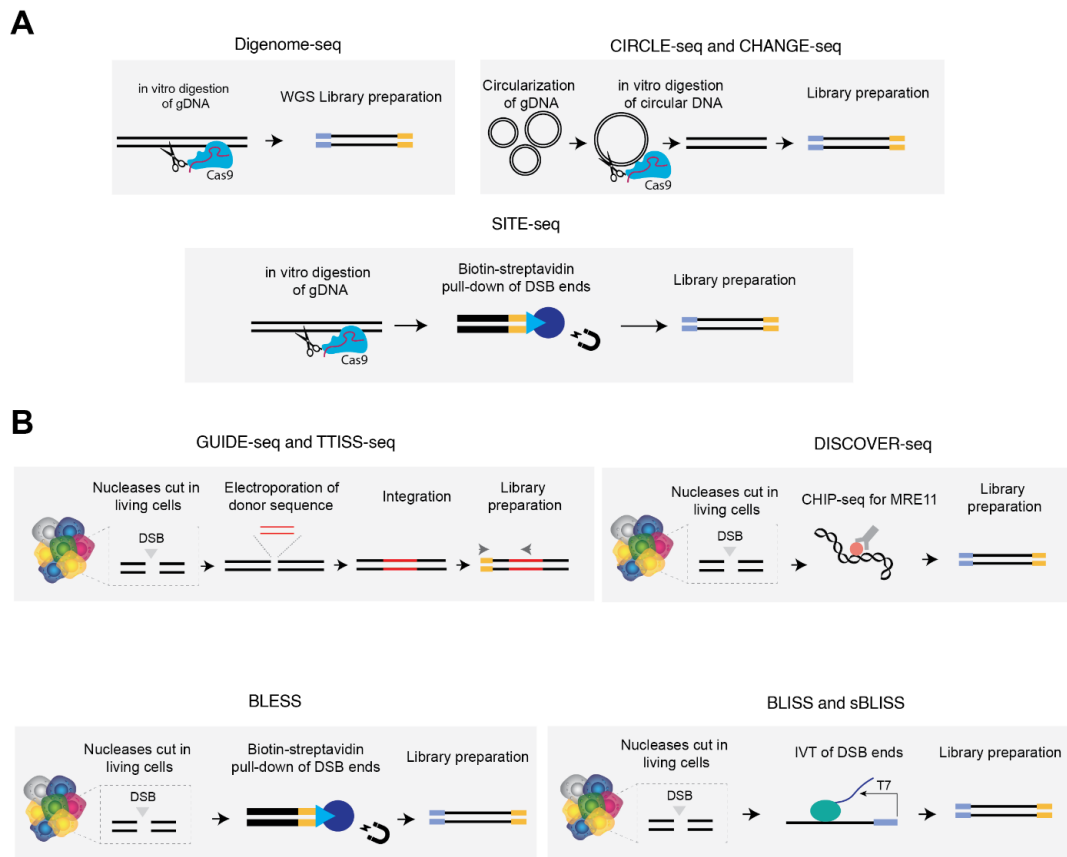 A
Digenome-seq
in vitro digestion
of gDNA
WGS Library preparation
Cas9
CIRCLE-seq and CHANGE-seq
Circularization
of gDNA
in vitro digestion
of circular DNA
Library preparation
Cas9
SITE-seq
in vitro digestion
of gDNA
Biotin-streptavidin
pull-down of DSB ends
Library preparation
Cas9
B
GUIDE-seq and TTISS-seq
Nucleases cut in
living cells
DSB
Electroporation of
donor sequence
Integration
Library
preparation
DISCOVER-seq
Nucleases cut in
living cells
DSB
CHIP-seq for MRE11
Library
preparation
BLESS
Nucleases cut in
living cells
DSB
Biotin-streptavidin
pull-down of DSB ends
Library preparation
BLISS and sBLISS
Nucleases cut in
living cells
DSB
IVT of DSB ends
T7
Library preparation